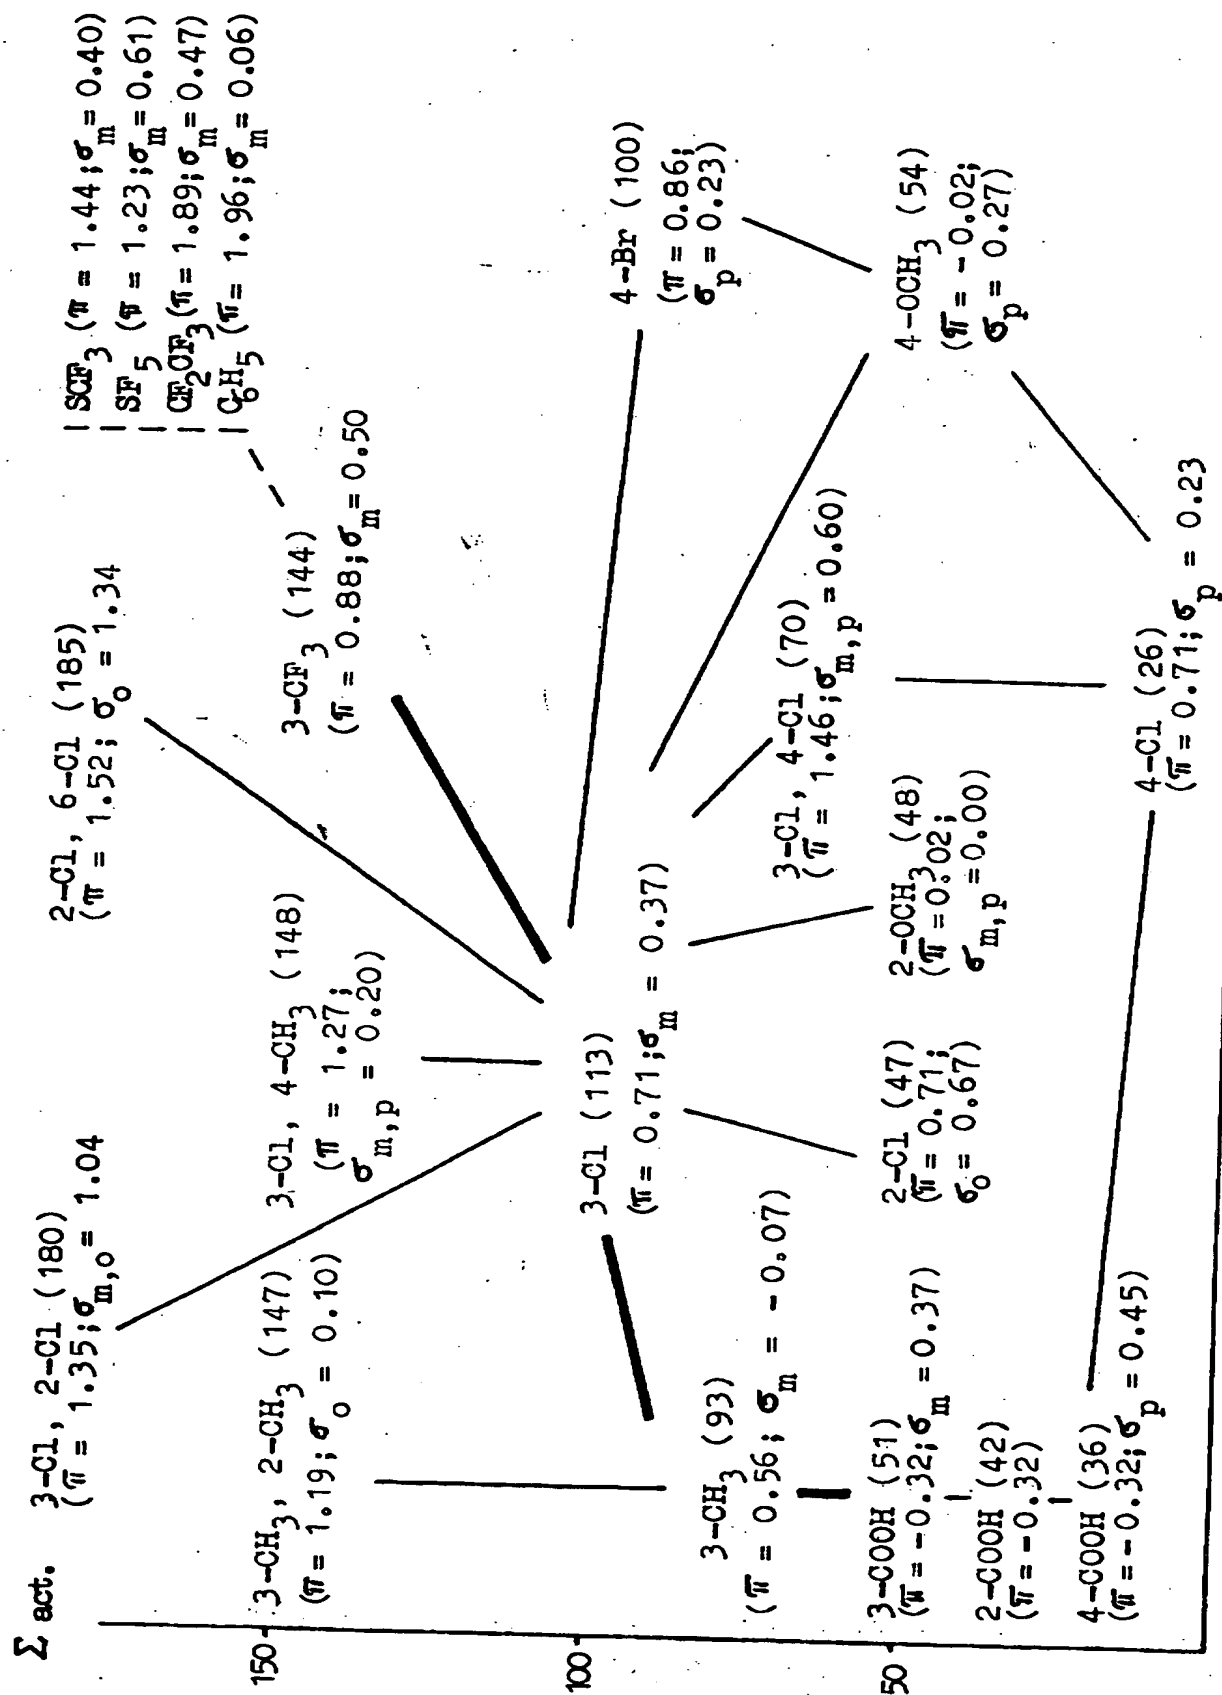 Σ act.
150
100
50
3-Cl, 2-Cl (180)
(π = 1.35; σm,o = 1.04
2-Cl, 6-Cl (185)
(π = 1.52; σo = 1.34
SCF3 (π = 1.44; σm = 0.40)
SF5 (π = 1.23; σm = 0.61)
CF2CF3 (π = 1.89; σm = 0.47)
C6H5 (π = 1.96; σm = 0.06)
3-CH3, 2-CH3 (147)
(π = 1.19; σo = 0.10)
3-Cl, 4-CH3 (148)
(π = 1.27;
σm,p = 0.20)
3-CF3 (144)
(π = 0.88; σm = 0.50
3-Cl (113)
(π = 0.71; σm = 0.37)
4-Br (100)
(π = 0.86;
σp = 0.23)
3-CH3 (93)
(π = 0.56; σm = -0.07)
3-Cl, 4-Cl (70)
(π = 1.46; σm,p = 0.60)
3-COOH (51)
(π = -0.32; σm = 0.37)
2-COOH (42)
(π = -0.32)
4-COOH (36)
(π = -0.32; σp = 0.45)
2-Cl (47)
(π = 0.71;
σo = 0.67)
2-OCH3 (48)
(π = 0.02;
σm,p = 0.00)
4-OCH3 (54)
(π = -0.02;
σp = 0.27)
4-Cl (26)
(π = 0.71; σp = 0.23